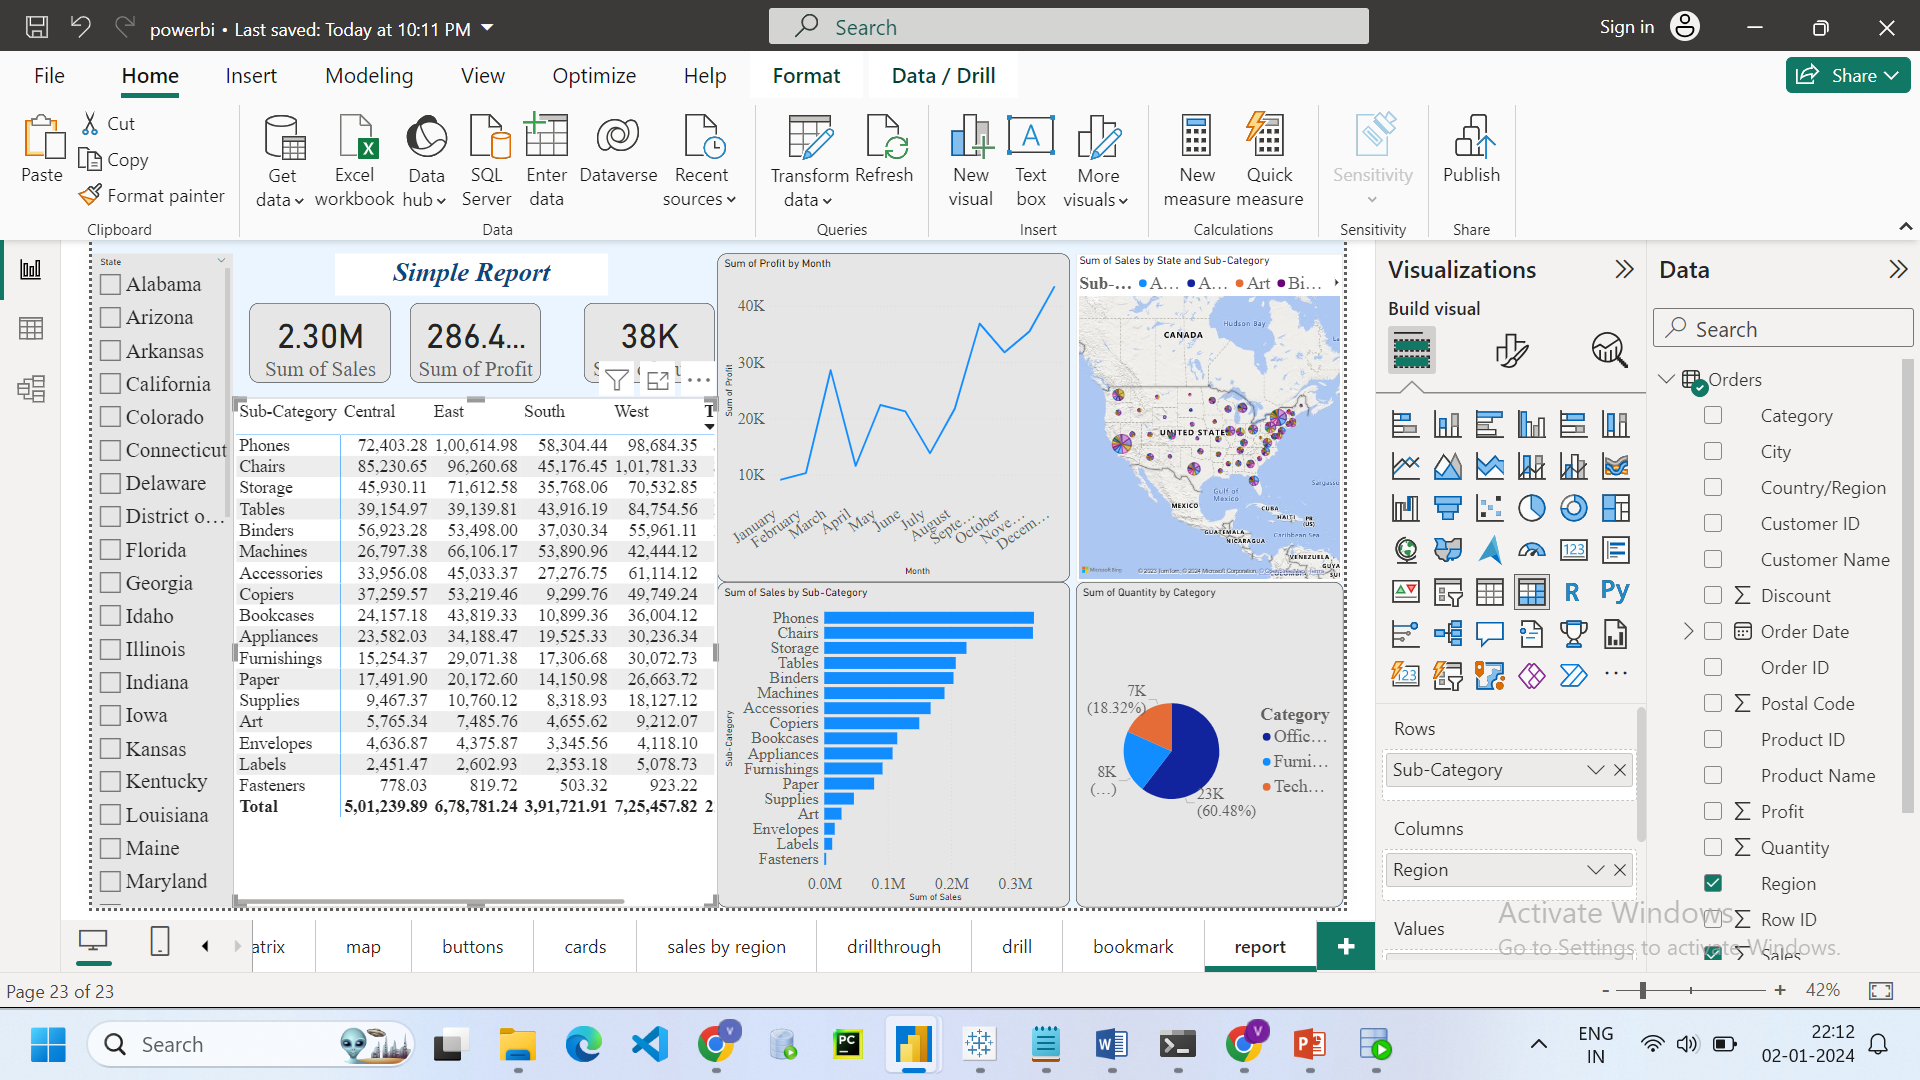 powerbi • Last saved: Today at 10:11 PM
Search
Sign in
File
Home
Insert
Modeling
View
Optimize
Help
Format
Data / Drill
Share
Paste
Cut
Copy
Format painter
Clipboard
Get data
Excel workbook
Data hub
SQL Server
Enter data
Dataverse
Recent sources
Data
Transform data
Refresh
Queries
New visual
Text box
More visuals
Insert
New measure
Quick measure
Calculations
Sensitivity
Sensitivity
Publish
Share
State
Alabama
Arizona
Arkansas
California
Colorado
Connecticut
Delaware
District o...
Florida
Georgia
Idaho
Illinois
Indiana
Iowa
Kansas
Kentucky
Louisiana
Maine
Maryland
Simple Report
2.30M
Sum of Sales
286.4...
Sum of Profit
38K
Sub-Category Central East South West T
Phones 72,403.28 1,00,614.98 58,304.44 98,684.35
Chairs 85,230.65 96,260.68 45,176.45 1,01,781.33
Storage 45,930.11 71,612.58 35,768.06 70,532.85
Tables 39,154.97 39,139.81 43,916.19 84,754.56
Binders 56,923.28 53,498.00 37,030.34 55,961.11
Machines 26,797.38 66,106.17 53,890.96 42,444.12
Accessories 33,956.08 45,033.37 27,276.75 61,114.12
Copiers 37,259.57 53,219.46 9,299.76 49,749.24
Bookcases 24,157.18 43,819.33 10,899.36 36,004.12
Appliances 23,582.03 34,188.47 19,525.33 30,236.34
Furnishings 15,254.37 29,071.38 17,306.68 30,072.73
Paper 17,491.90 20,172.60 14,150.98 26,663.72
Supplies 9,467.37 10,760.12 8,318.93 18,127.12
Art 5,765.34 7,485.76 4,655.62 9,212.07
Envelopes 4,636.87 4,375.87 3,345.56 4,118.10
Labels 2,451.47 2,602.93 2,353.18 5,078.73
Fasteners 778.03 819.72 503.32 923.22
Total 5,01,239.89 6,78,781.24 3,91,721.91 7,25,457.82 2
Sum of Profit by Month
Sum of Profit
40K
30K
20K
10K
January
February
March
April
May
June
July
August
Septe...
October
Nove...
Decem...
Month
Sum of Sales by State and Sub-Category
Sub-... A... A... Art Bi...
CANADA
Hudson Bay
UNITED STATES
Gulf of Mexico
MEXICO
CUBA
HAITI
PR (US)
GUATEMALA
NICARAGUA
Caribbean Sea
VENEZUELA
Sargasso
Microsoft Bing
© 2023 TomTom, © 2024 Microsoft Corporation, © OpenStreetMap Terms
Sum of Sales by Sub-Category
Sub-Category
Phones
Chairs
Storage
Tables
Binders
Machines
Accessories
Copiers
Bookcases
Appliances
Furnishings
Paper
Supplies
Art
Envelopes
Labels
Fasteners
0.0M 0.1M 0.2M 0.3M
Sum of Sales
Sum of Quantity by Category
7K
(18.32%)
8K
(...)
23K
(60.48%)
Category
Offic...
Furni...
Tech...
Visualizations
Build visual
123
R
Py
123
Rows
Sub-Category
Columns
Region
Values
Data
Search
Orders
Category
City
Country/Region
Customer ID
Customer Name
Discount
Order Date
Order ID
Postal Code
Product ID
Product Name
Profit
Quantity
Region
Row ID
Sales
Activate Windows
Go to Settings to activate Windows.
atrix
map
buttons
cards
sales by region
drillthrough
drill
bookmark
report
+
Page 23 of 23
- + 42%
Search
ENG
IN
22:12
02-01-2024